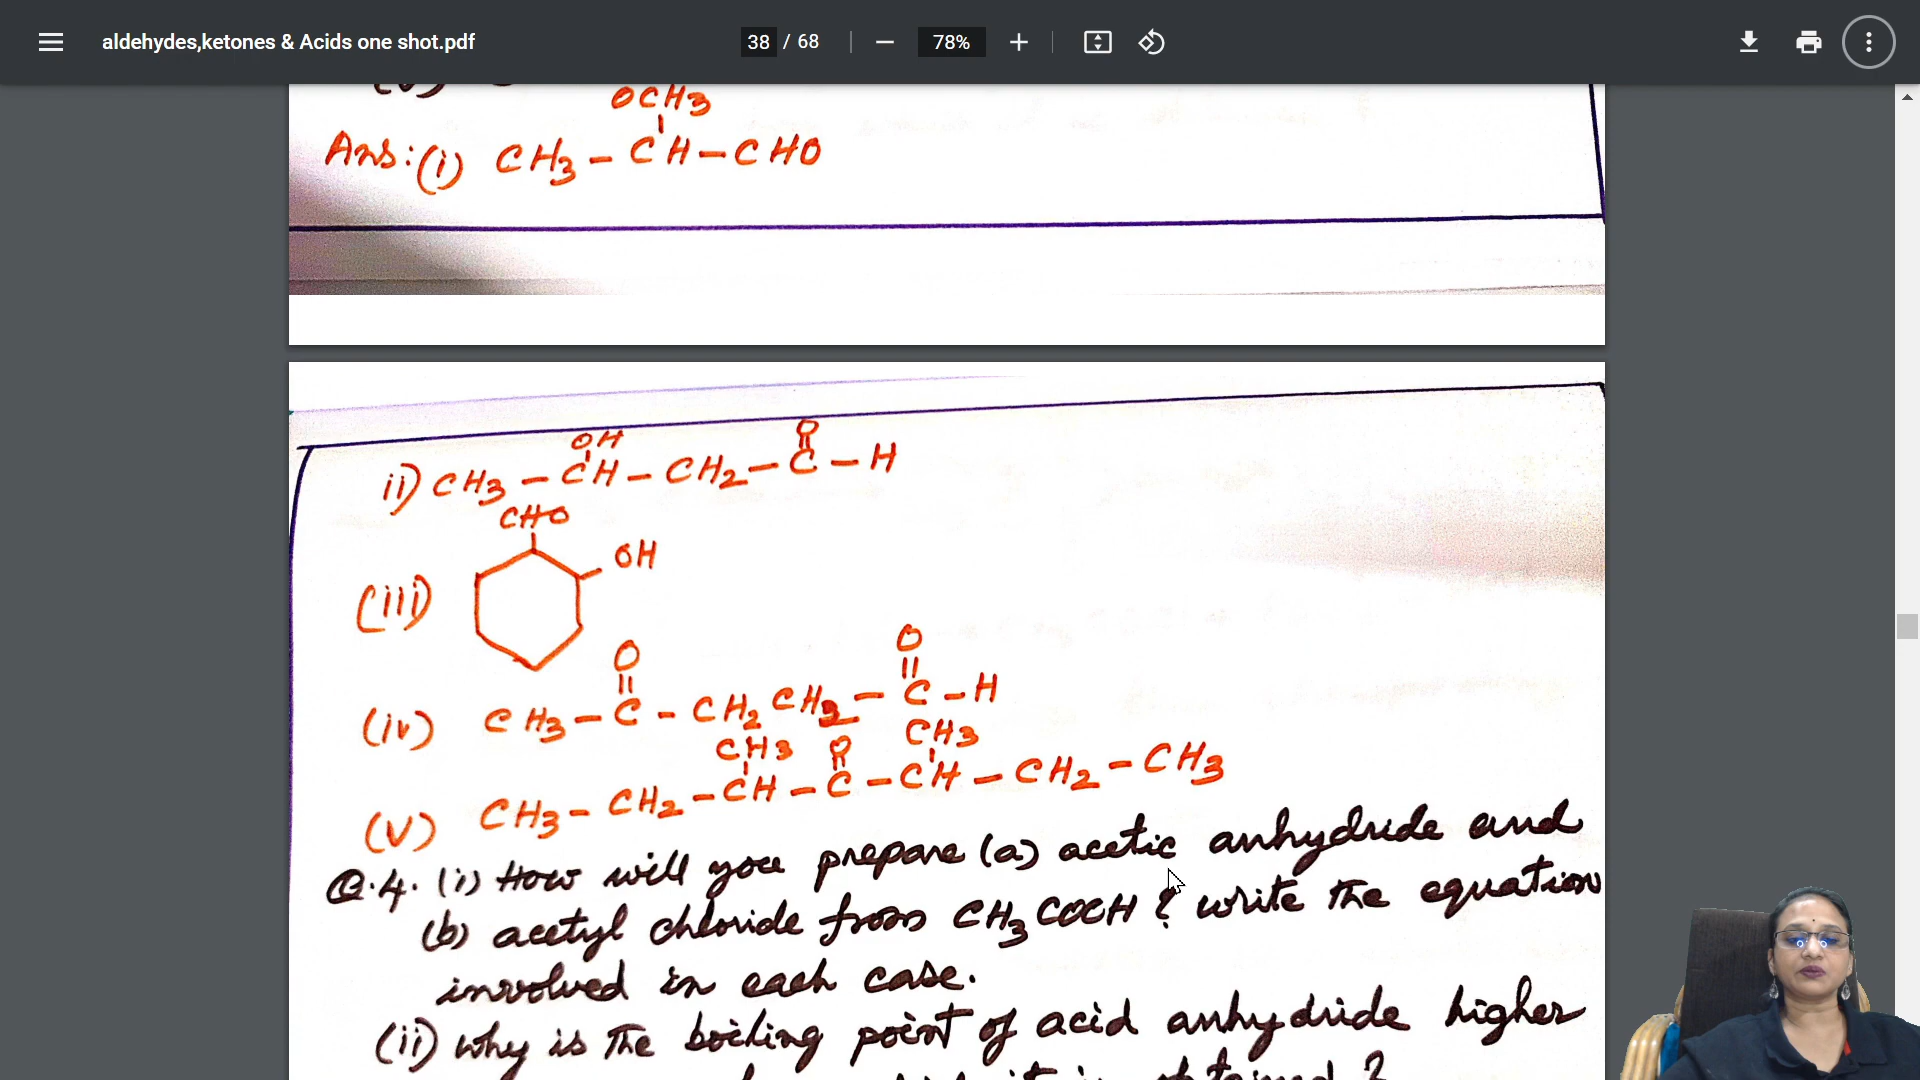 aldehydes,ketones & Acids one shot.pdf
38 / 68
78%
OCH3
Ans:(i) CH3 - CH - CHO
OH O
ii) CH3 - CH - CH2 - C - H
CHO
OH
(iii)
O O
(iv) CH3 - C - CH2 CH2 - C - H
CH3 O CH3
(v) CH3 - CH2 - CH - C - CH - CH2 - CH3
Q.4. (i) How will you prepare (a) acetic anhydride and
(b) acetyl chloride from CH3COOH ? write the equation
involved in each case.
(ii) why is the boiling point of acid anhydride higher
it is obtained ?